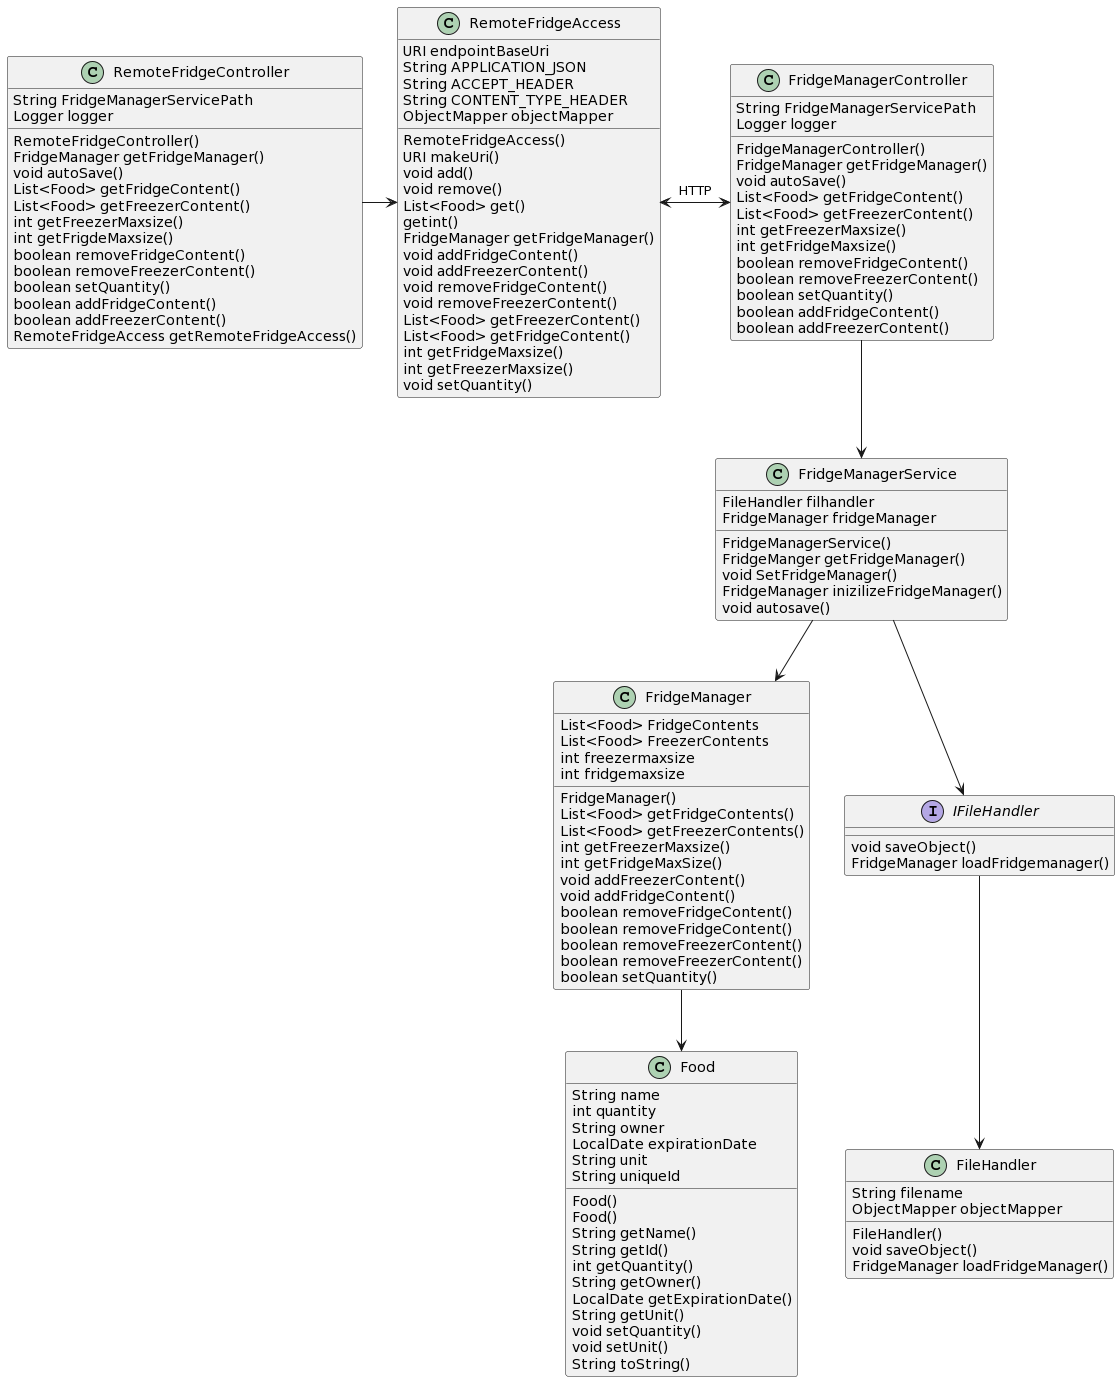 C RemoteFridgeController
String FridgeManagerServicePath
Logger logger
RemoteFridgeController()
FridgeManager getFridgeManager()
void autoSave()
List<Food> getFridgeContent()
List<Food> getFreezerContent()
int getFreezerMaxsize()
int getFrigdeMaxsize()
boolean removeFridgeContent()
boolean removeFreezerContent()
boolean setQuantity()
boolean addFridgeContent()
boolean addFreezerContent()
RemoteFridgeAccess getRemoteFridgeAccess()
C RemoteFridgeAccess
URI endpointBaseUri
String APPLICATION_JSON
String ACCEPT_HEADER
String CONTENT_TYPE_HEADER
ObjectMapper objectMapper
RemoteFridgeAccess()
URI makeUri()
void add()
void remove()
List<Food> get()
getint()
FridgeManager getFridgeManager()
void addFridgeContent()
void addFreezerContent()
void removeFridgeContent()
void removeFreezerContent()
List<Food> getFreezerContent()
List<Food> getFridgeContent()
int getFridgeMaxsize()
int getFreezerMaxsize()
void setQuantity()
HTTP
C FridgeManagerController
String FridgeManagerServicePath
Logger logger
FridgeManagerController()
FridgeManager getFridgeManager()
void autoSave()
List<Food> getFridgeContent()
List<Food> getFreezerContent()
int getFreezerMaxsize()
int getFridgeMaxsize()
boolean removeFridgeContent()
boolean removeFreezerContent()
boolean setQuantity()
boolean addFridgeContent()
boolean addFreezerContent()
C FridgeManagerService
FileHandler filhandler
FridgeManager fridgeManager
FridgeManagerService()
FridgeManger getFridgeManager()
void SetFridgeManager()
FridgeManager inizilizeFridgeManager()
void autosave()
C FridgeManager
List<Food> FridgeContents
List<Food> FreezerContents
int freezermaxsize
int fridgemaxsize
FridgeManager()
List<Food> getFridgeContents()
List<Food> getFreezerContents()
int getFreezerMaxsize()
int getFridgeMaxSize()
void addFreezerContent()
void addFridgeContent()
boolean removeFridgeContent()
boolean removeFridgeContent()
boolean removeFreezerContent()
boolean removeFreezerContent()
boolean setQuantity()
I IFileHandler
void saveObject()
FridgeManager loadFridgemanager()
C Food
String name
int quantity
String owner
LocalDate expirationDate
String unit
String uniqueId
Food()
Food()
String getName()
String getId()
int getQuantity()
String getOwner()
LocalDate getExpirationDate()
String getUnit()
void setQuantity()
void setUnit()
String toString()
C FileHandler
String filename
ObjectMapper objectMapper
FileHandler()
void saveObject()
FridgeManager loadFridgeManager()